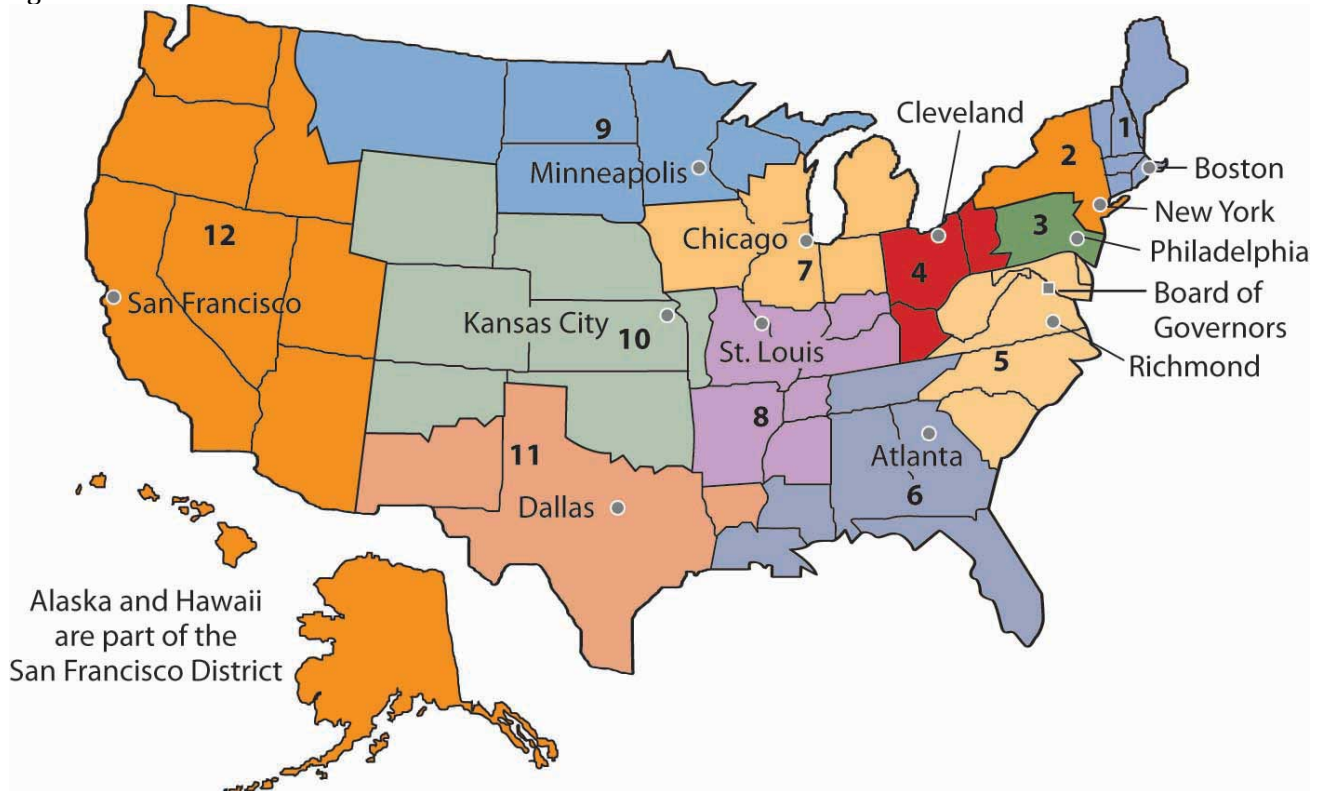 Cleveland
9
1
2
Boston
Minneapolis
New York
3
12
Chicago
Philadelphia
7
4
San Francisco
Board of
Governors
Kansas City
10
St. Louis
Richmond
5
8
11
Atlanta
6
Dallas
Alaska and Hawaii
are part of the
San Francisco District